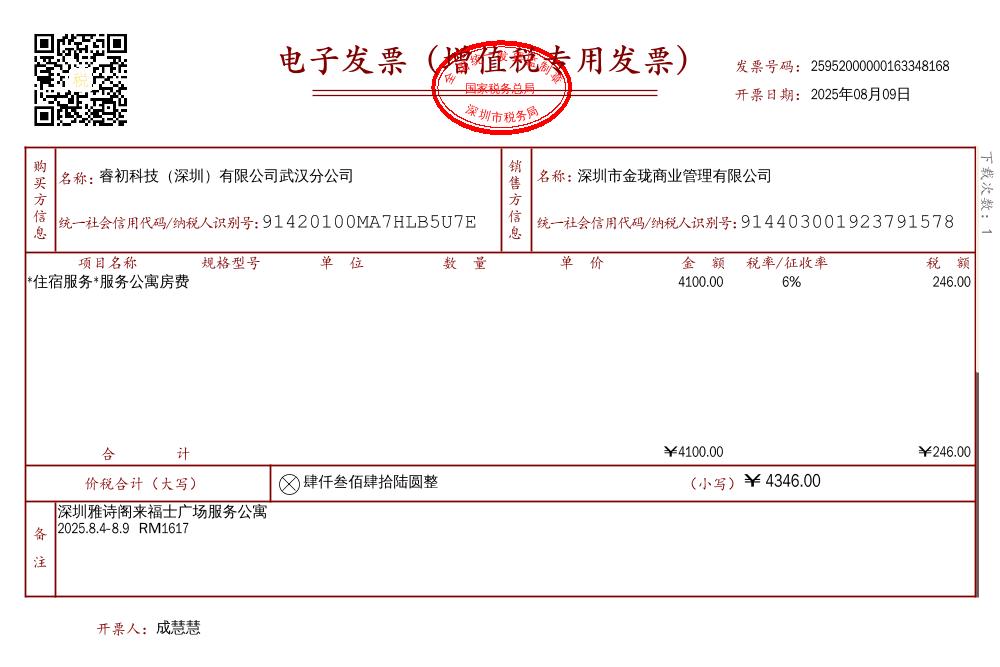 电子发票（增值税专用发票）
全国统一发票监制章
国家税务总局
深圳市税务局
发票号码：25952000000163348168
开票日期：2025年08月09日
下载次数：1
购买方信息
名称：睿初科技（深圳）有限公司武汉分公司
统一社会信用代码/纳税人识别号：91420100MA7HLB5U7E
销售方信息
名称：深圳市金珑商业管理有限公司
统一社会信用代码/纳税人识别号：914403001923791578
项目名称 规格型号 单位 数量 单价 金额 税率/征收率 税额
*住宿服务*服务公寓房费 4100.00 6% 246.00
合计 ¥4100.00 ¥246.00
价税合计（大写） 肆仟叁佰肆拾陆圆整 （小写）¥ 4346.00
备注
深圳雅诗阁来福士广场服务公寓
2025.8.4-8.9 RM1617
开票人：成慧慧